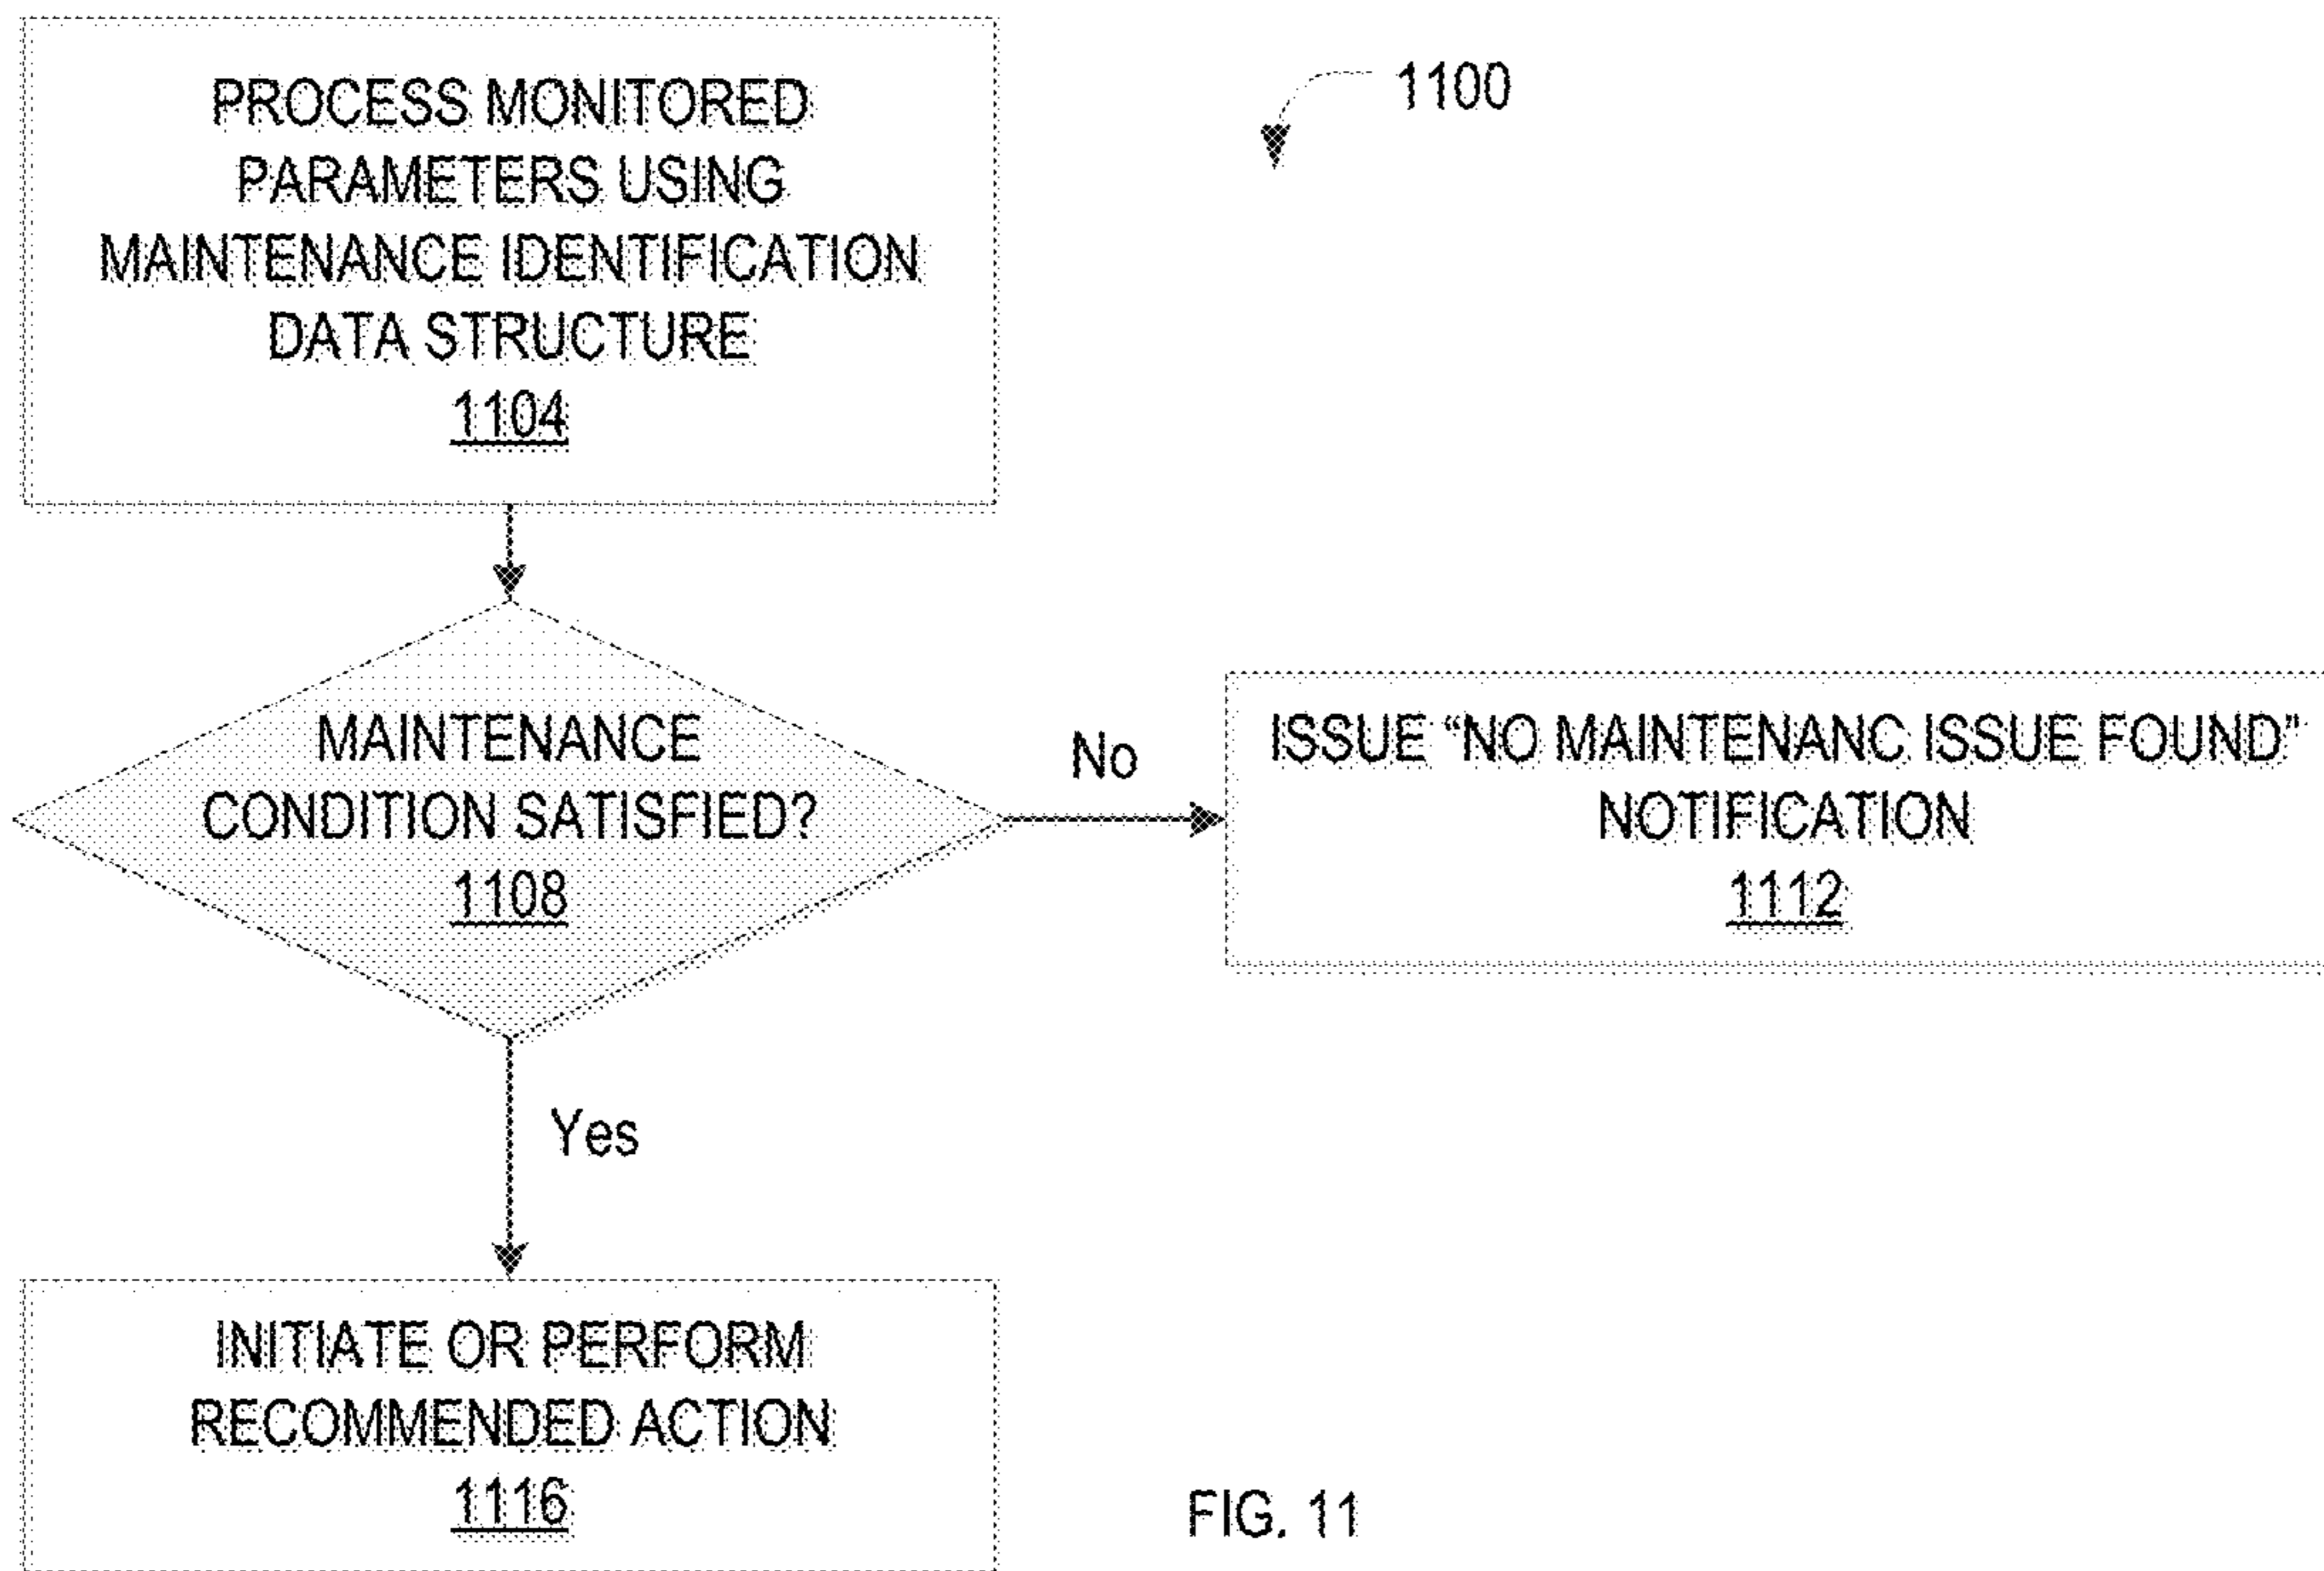 PROCESS MONITORED
PARAMETERS USING
MAINTENANCE IDENTIFICATION
DATA STRUCTURE
1104
1100
MAINTENANCE
CONDITION SATISFIED?
1108
No
ISSUE “NO MAINTENANC ISSUE FOUND”
NOTIFICATION
1112
Yes
INITIATE OR PERFORM
RECOMMENDED ACTION
1116
FIG. 11